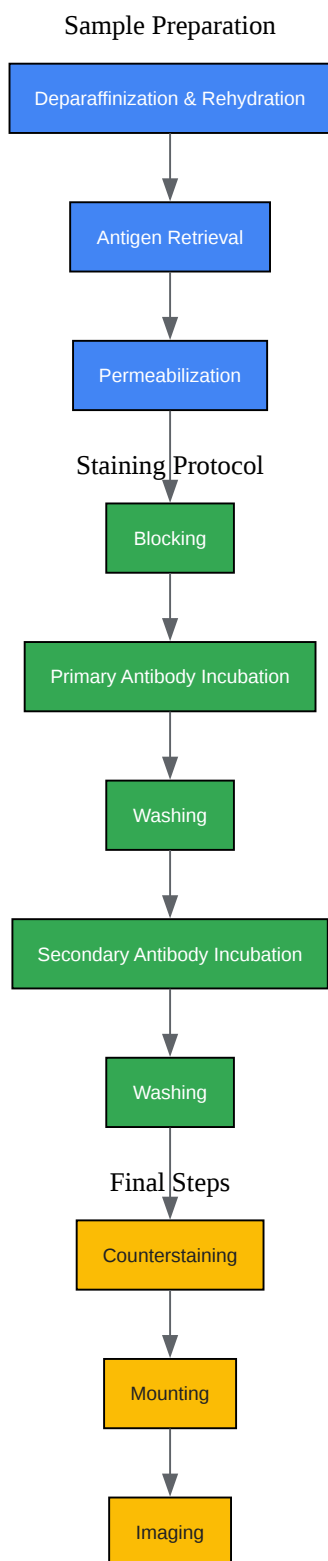 Sample Preparation
Deparaffinization & Rehydration
Antigen Retrieval
Permeabilization
Staining Protocol
Blocking
Primary Antibody Incubation
Washing
Secondary Antibody Incubation
Washing
Final Steps
Counterstaining
Mounting
Imaging